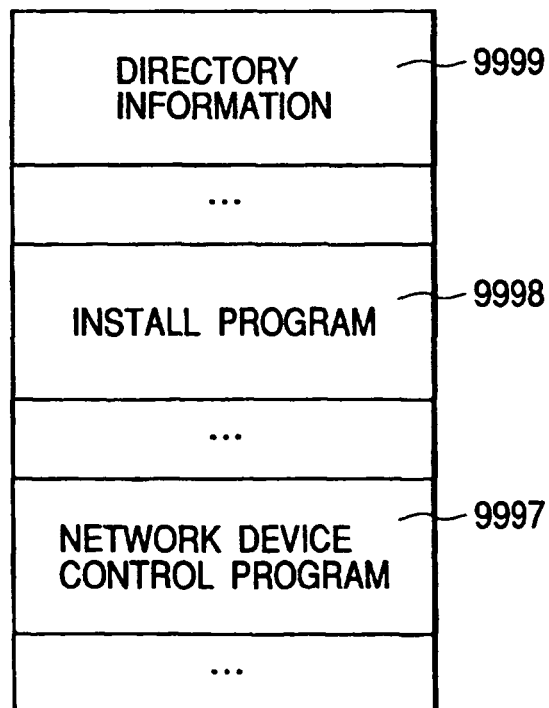 DIRECTORY
INFORMATION
9999
...
INSTALL PROGRAM
9998
...
NETWORK DEVICE
CONTROL PROGRAM
9997
...